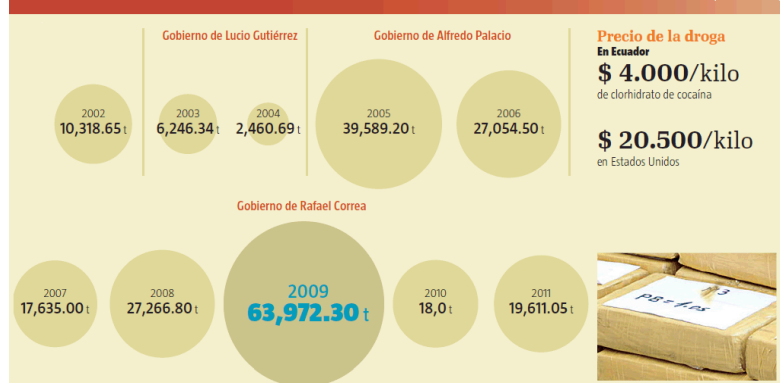 Gobierno de Lucio Gutiérrez
Gobierno de Alfredo Palacio
Precio de la droga
En Ecuador
$ 4.000/kilo
de clorhidrato de cocaína
$ 20.500/kilo
en Estados Unidos
2002
10,318.65 t
2003
6,246.34 t
2004
2,460.69 t
2005
39,589.20 t
2006
27,054.50 t
Gobierno de Rafael Correa
2007
17,635.00 t
2008
27,266.80 t
2009
63,972.30 t
2010
18,0 t
2011
19,611.05 t
3